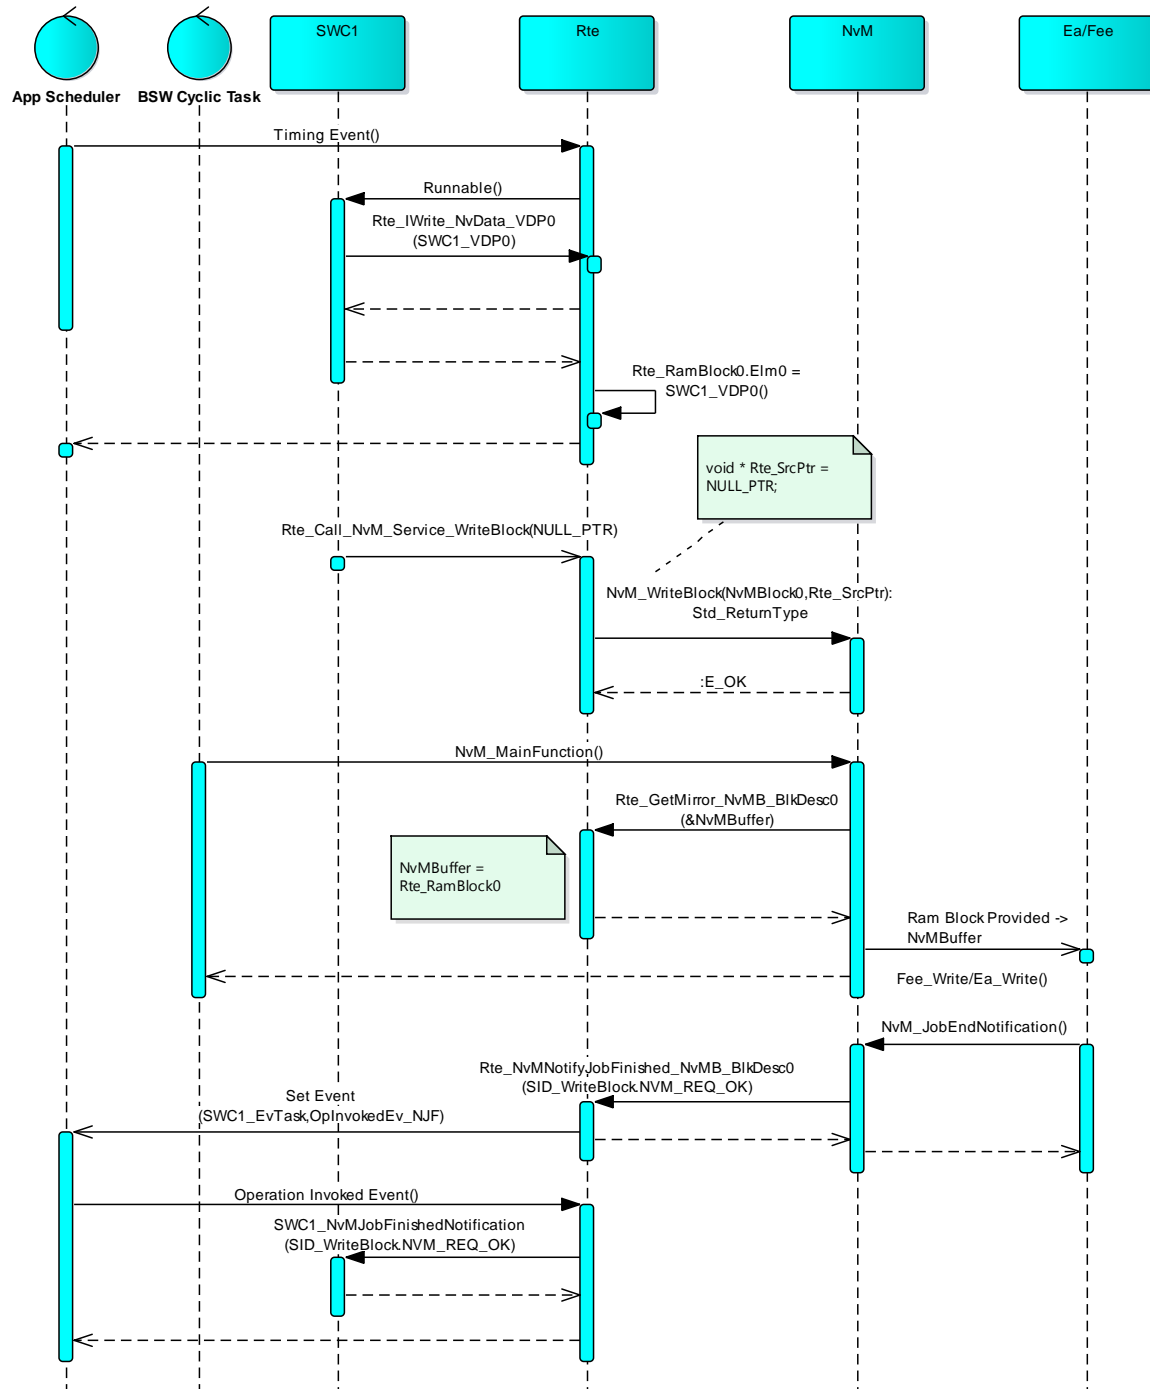 SWC1
Rte
NvM
Ea/Fee
App Scheduler
BSW Cyclic Task
Timing Event()
Runnable()
Rte_IWrite_NvData_VDP0
(SWC1_VDP0)
Rte_RamBlock0.Elm0 =
SWC1_VDP0()
void * Rte_SrcPtr =
NULL_PTR;
Rte_Call_NvM_Service_WriteBlock(NULL_PTR)
NvM_WriteBlock(NvMBlock0,Rte_SrcPtr):
Std_ReturnType
:E_OK
NvM_MainFunction()
Rte_GetMirror_NvMB_BlkDesc0
(&NvMBuffer)
NvMBuffer =
Rte_RamBlock0
Ram Block Provided ->
NvMBuffer
Fee_Write/Ea_Write()
NvM_JobEndNotification()
Rte_NvMNotifyJobFinished_NvMB_BlkDesc0
(SID_WriteBlock.NVM_REQ_OK)
Set Event
(SWC1_EvTask,OpInvokedEv_NJF)
Operation Invoked Event()
SWC1_NvMJobFinishedNotification
(SID_WriteBlock.NVM_REQ_OK)